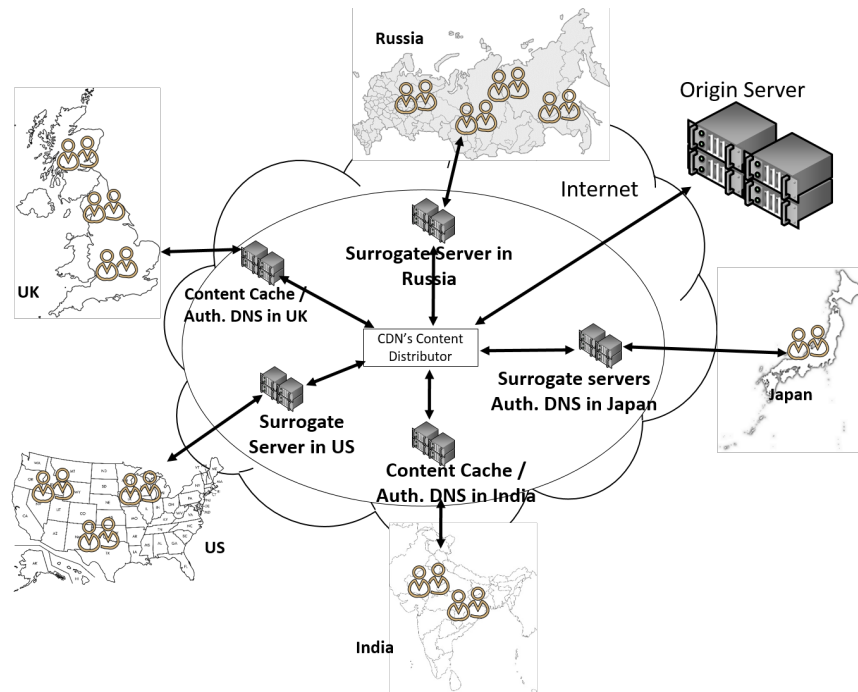 Russia
Origin Server
Internet
UK
Surrogate Server in
Russia
Content Cache /
Auth. DNS in UK
CDN's Content
Distributor
Surrogate servers
Auth. DNS in Japan
Japan
Surrogate
Server in US
Content Cache /
Auth. DNS in India
US
India